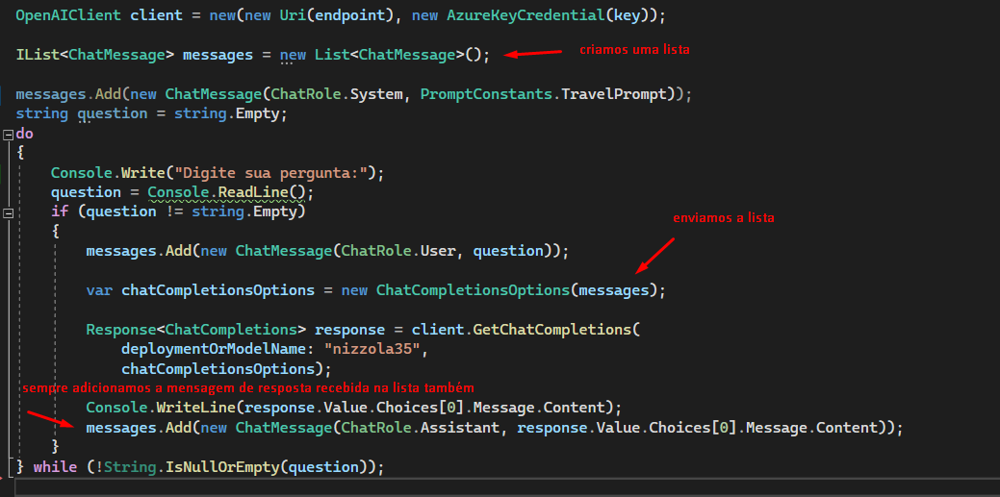 OpenAIClient client = new(new Uri(endpoint), new AzureKeyCredential(key));
IList<ChatMessage> messages = new List<ChatMessage>();
criamos uma lista
messages.Add(new ChatMessage(ChatRole.System, PromptConstants.TravelPrompt));
string question = string.Empty;
do
{
Console.Write("Digite sua pergunta:");
question = Console.ReadLine();
if (question != string.Empty)
enviamos a lista
{
messages.Add(new ChatMessage(ChatRole.User, question));
var chatCompletionsOptions = new ChatCompletionsOptions(messages);
Response<ChatCompletions> response = client.GetChatCompletions(
deploymentOrModelName: "nizzola35",
chatCompletionsOptions);
sempre adicionamos a mensagem de resposta recebida na lista também
Console.WriteLine(response.Value.Choices[0].Message.Content);
messages.Add(new ChatMessage(ChatRole.Assistant, response.Value.Choices[0].Message.Content));
}
} while (!String.IsNullOrEmpty(question));